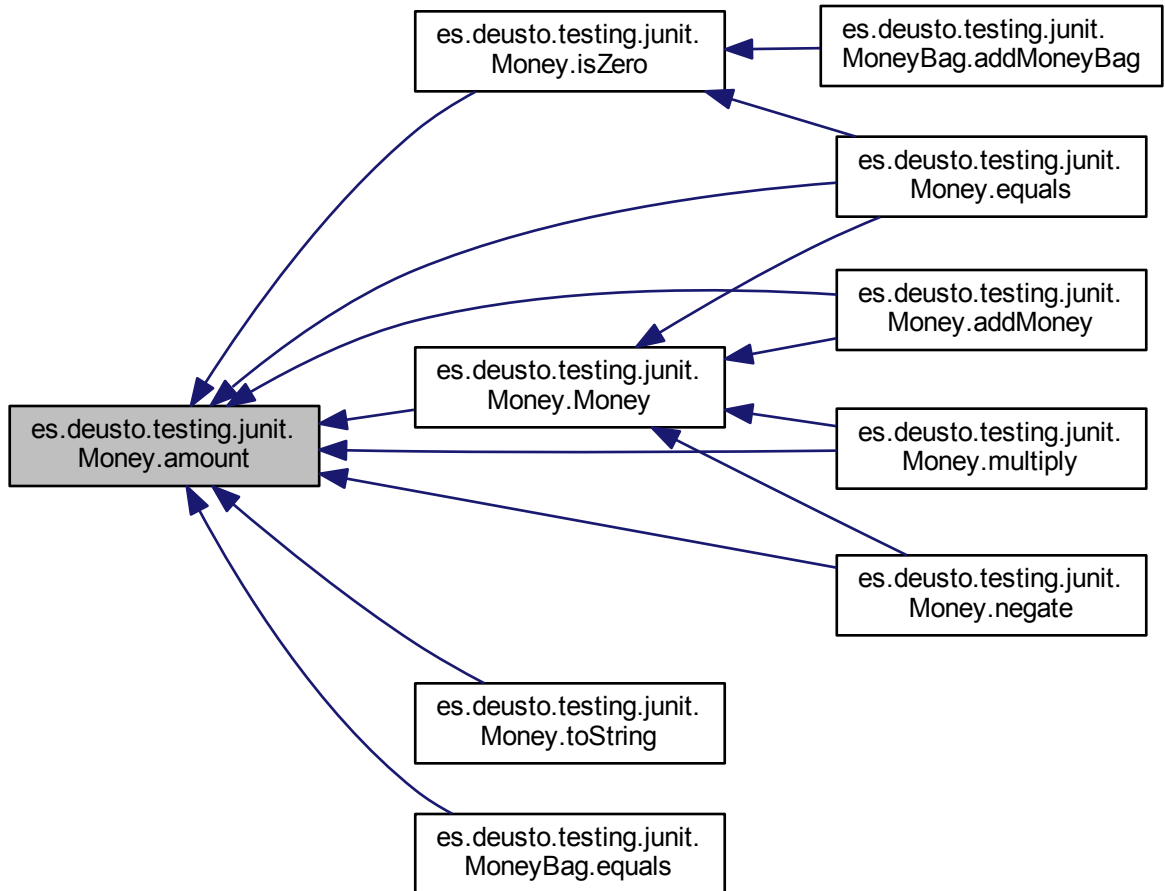 es.deusto.testing.junit.
Money.isZero
es.deusto.testing.junit.
MoneyBag.addMoneyBag
es.deusto.testing.junit.
Money.equals
es.deusto.testing.junit.
Money.addMoney
es.deusto.testing.junit.
Money.Money
es.deusto.testing.junit.
Money.amount
es.deusto.testing.junit.
Money.multiply
es.deusto.testing.junit.
Money.negate
es.deusto.testing.junit.
Money.toString
es.deusto.testing.junit.
MoneyBag.equals